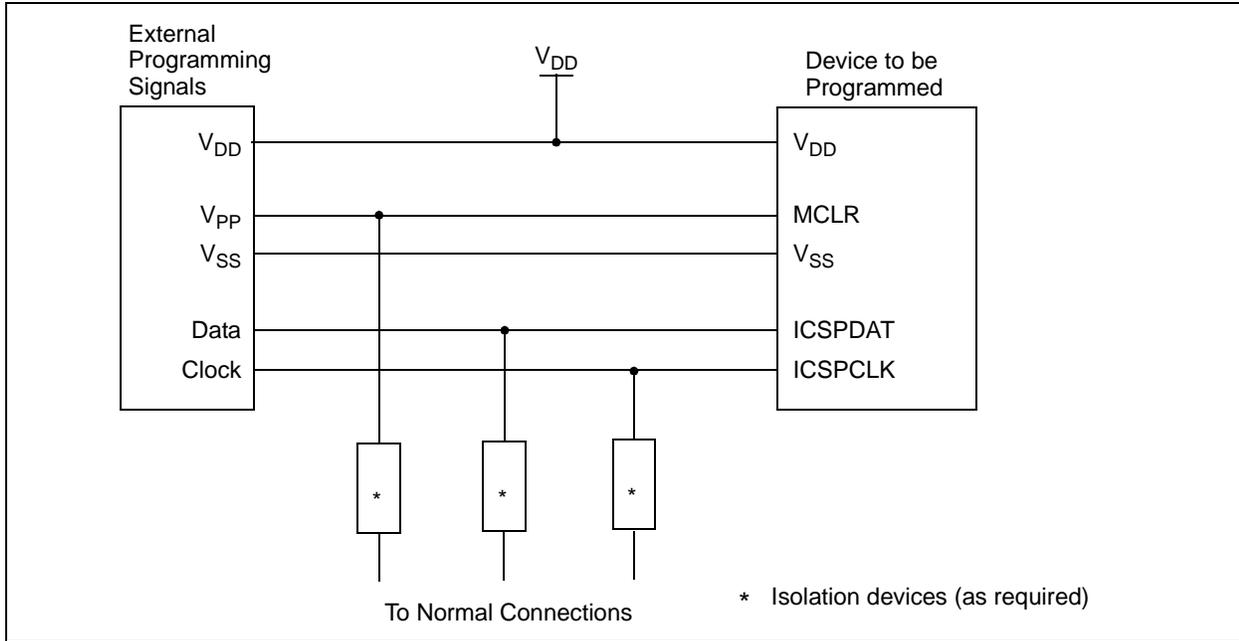 External
Programming
Signals
VDD
Device to be
Programmed
VDD
VDD
VPP
MCLR
VSS
VSS
Data
ICSPDAT
Clock
ICSPCLK
*
*
*
To Normal Connections
* Isolation devices (as required)